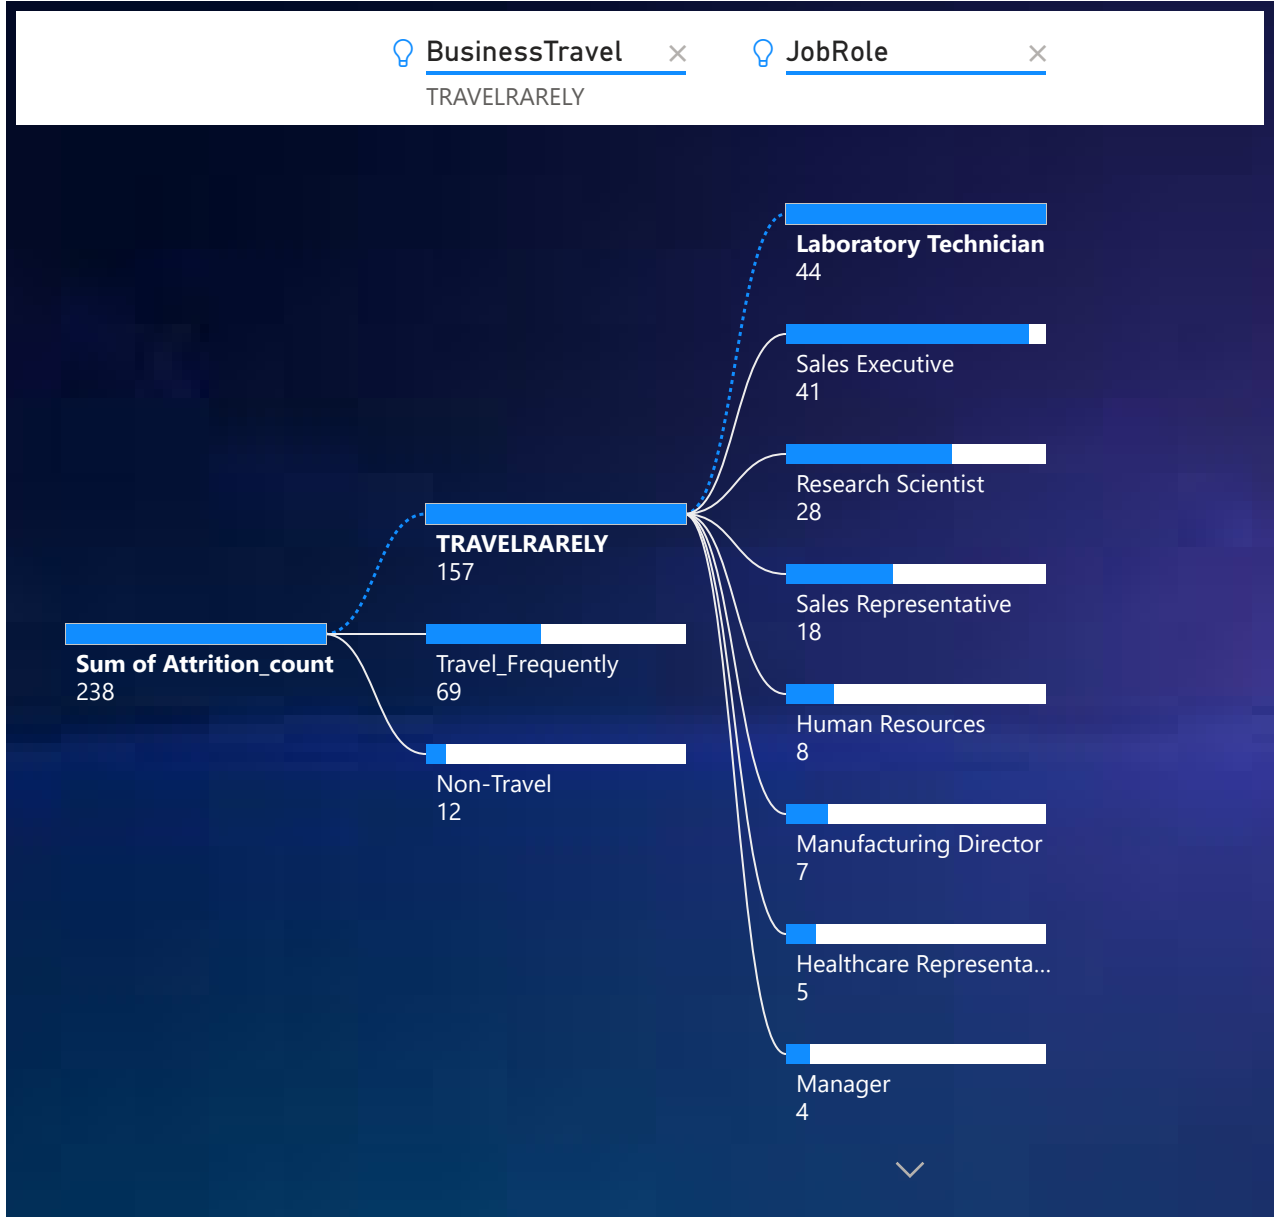 BusinessTravel
TRAVELRARELY
JobRole
Sum of Attrition_count
238
TRAVELRARELY
157
Travel_Frequently
69
Non-Travel
12
Laboratory Technician
44
Sales Executive
41
Research Scientist
28
Sales Representative
18
Human Resources
8
Manufacturing Director
7
Healthcare Representa...
5
Manager
4